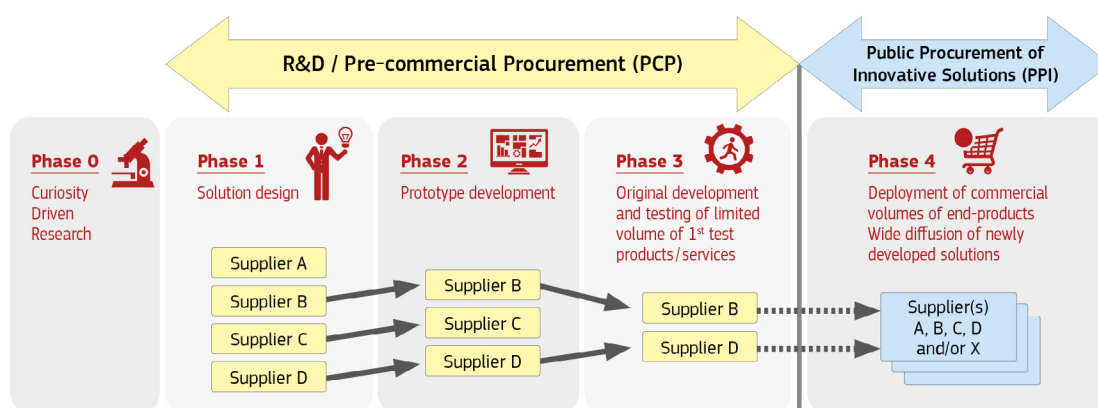 R&D / Pre-commercial Procurement (PCP)
Public Procurement of
Innovative Solutions (PPI)
Phase 0
Curiosity
Driven
Research
Phase 1
Solution design
Supplier A
Supplier B
Supplier C
Supplier D
Phase 2
Prototype development
Supplier B
Supplier C
Supplier D
Phase 3
Original development
and testing of limited
volume of 1st test
products/services
Supplier B
Supplier D
Phase 4
Deployment of commercial
volumes of end-products
Wide diffusion of newly
developed solutions
Supplier(s)
A, B, C, D
and/or X